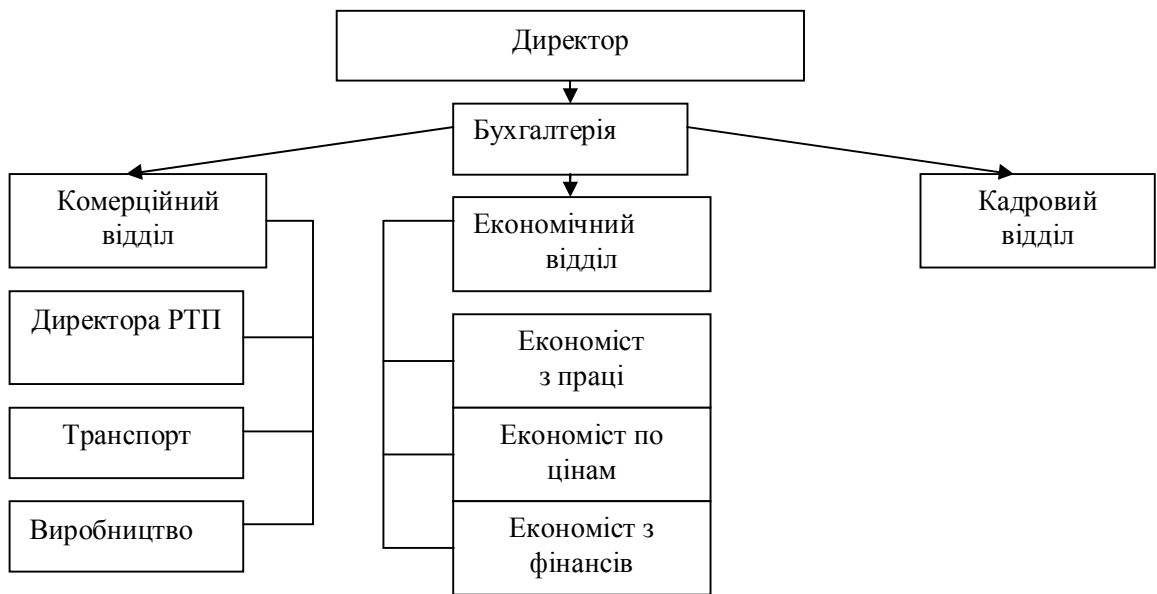 Директор
Бухгалтерія
Комерційний
відділ
Економічний
відділ
Кадровий
відділ
Директора РТП
Економіст
з праці
Транспорт
Економіст по
цінам
Виробництво
Економіст з
фінансів